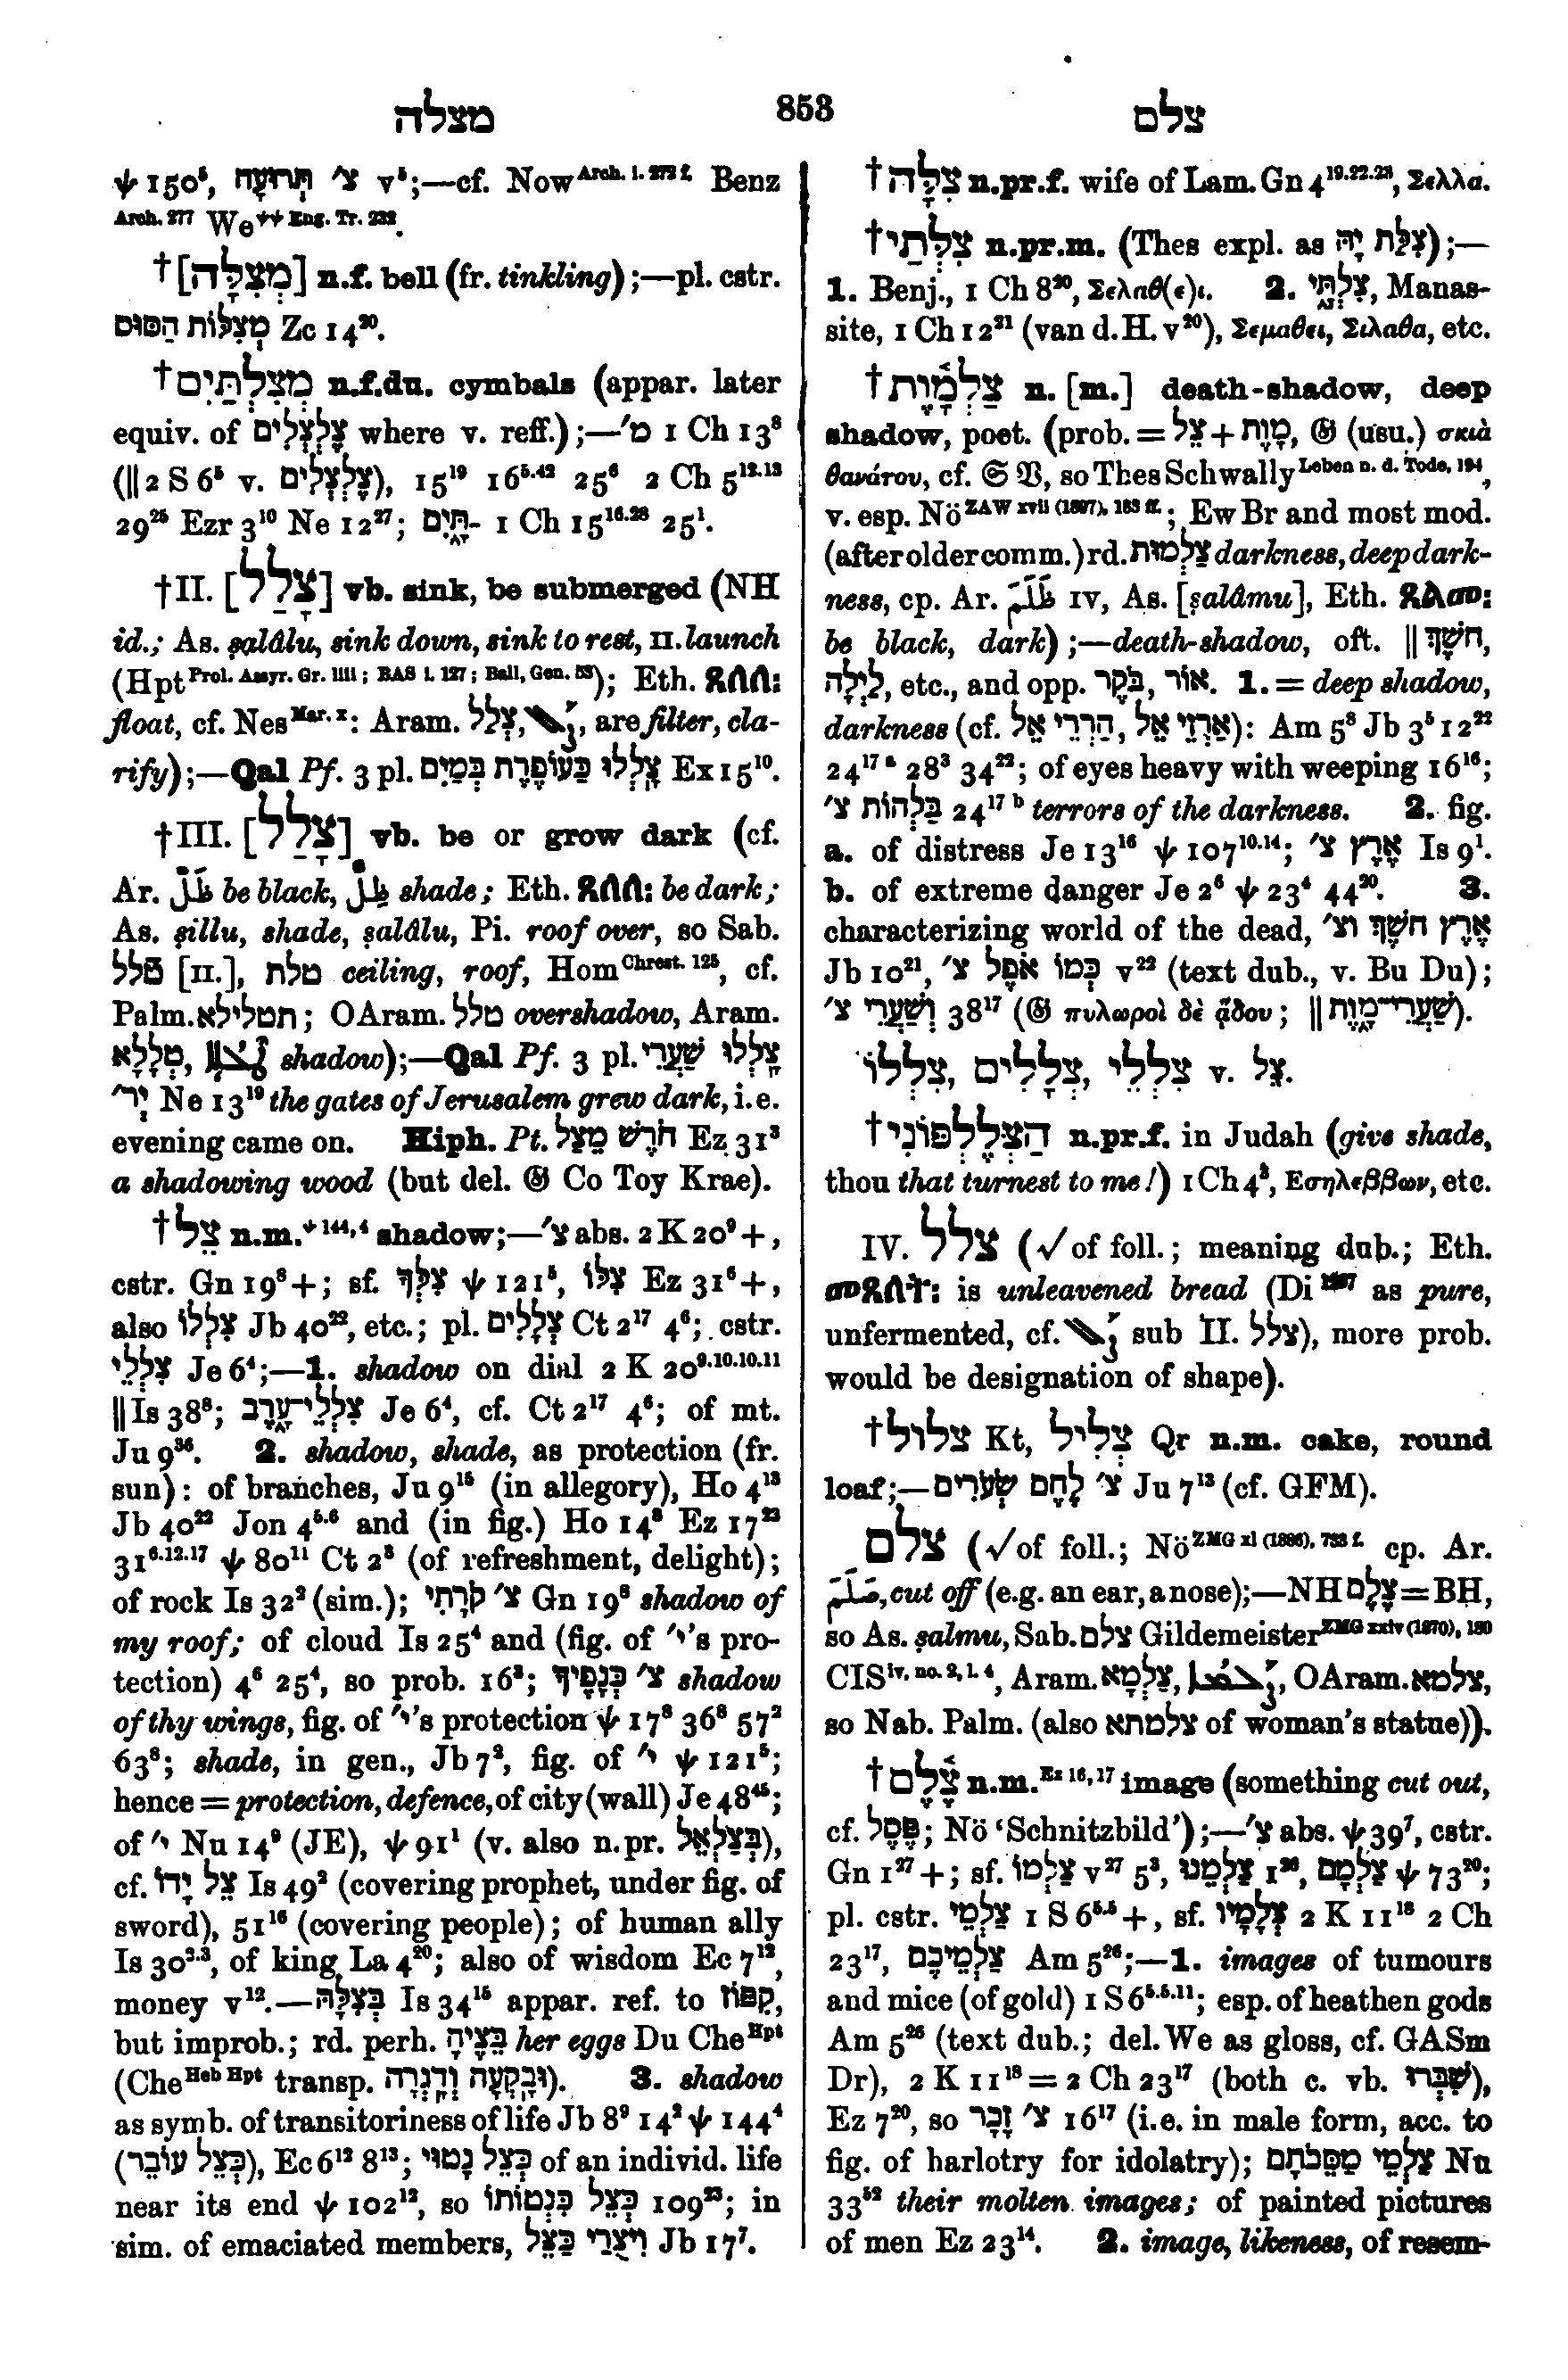 מצלה 853 צלם
ψ 150⁵, צ׳ תְּרוּעָה v⁵;—cf. Now Arch. i. 272 f. Benz
Arch. 277 We ψψ Eng. Tr. 232.
†[מְצִלָּה] n.f. bell (fr. tinkling);—pl. cstr.
מְצִלּוֹת הַסּוּס Zc 14²⁰.
†מְצִלְתַּיִם n.f.du. cymbals (appar. later
equiv. of צֶלְצְלִים where v. reff.);—מ׳ 1 Ch 13⁸
(‖ 2 S 6⁵ v. צֶלְצְלִים), 15¹⁹ 16⁵·⁴² 25⁶ 2 Ch 5¹²·¹³
29²⁵ Ezr 3¹⁰ Ne 12²⁷; תָּ֑יִם- 1 Ch 15¹⁶·²⁸ 25¹.
†II. [צָלַל] vb. sink, be submerged (NH
id.; As. ṣalâlu, sink down, sink to rest, II. launch
(Hpt Prol. Assyr. Gr. liii; BAS i. 127; Ball, Gen. 53); Eth. ጸለለ:
float, cf. Nes Mar. x: Aram. צְלַל, are filter, cla-
rify);—Qal Pf. 3 pl. צָֽלְלוּ כַּעוֹפֶרֶת בְּמַיִם Ex 15¹⁰.
†III. [צָלַל] vb. be or grow dark (cf.
Ar. ظَلَّ be black, ظِلّ shade; Eth. ጸለለ: be dark;
As. ṣillu, shade, ṣalâlu, Pi. roof over, so Sab.
טלל [II.], טלת ceiling, roof, Hom Chrest. 125, cf.
Palm. תטלילא; OAram. טלל overshadow, Aram.
טְלָלָא, shadow);—Qal Pf. 3 pl. צָֽלְלוּ שַׁעֲרֵי
יְר׳ Ne 13¹⁹ the gates of Jerusalem grew dark, i.e.
evening came on. Hiph. Pt. חֹרֶשׁ מֵצַל Ez 31³
a shadowing wood (but del. 𝔊 Co Toy Krae).
†צֵל n.m. ψ 144, 4 shadow;—צ׳ abs. 2 K 20⁹+,
cstr. Gn 19⁸+; sf. צִלְּךָ ψ 121⁵, צִלּוֹ Ez 31⁶+,
also צִלֲלוֹ Jb 40²², etc.; pl. צְלָלִים Ct 2¹⁷ 4⁶; cstr.
צִלְלֵי Je 6⁴;—1. shadow on dial 2 K 20⁹·¹⁰·¹⁰·¹¹
‖ Is 38⁸; צִלְלֵי־עָ֑רֶב Je 6⁴, cf. Ct 2¹⁷ 4⁶; of mt.
Ju 9³⁶. 2. shadow, shade, as protection (fr.
sun): of branches, Ju 9¹⁵ (in allegory), Ho 4¹³
Jb 40²² Jon 4⁵·⁶ and (in fig.) Ho 14⁸ Ez 17²³
31⁶·¹²·¹⁷ ψ 80¹¹ Ct 2³ (of refreshment, delight);
of rock Is 32² (sim.); צ׳ קֹרָתִי Gn 19⁸ shadow of
my roof; of cloud Is 25⁴ and (fig. of י׳'s pro-
tection) 4⁶ 25⁴, so prob. 16³; צ׳ כְּנָפֶיךָ shadow
of thy wings, fig. of י׳'s protection ψ 17⁸ 36⁸ 57²
63⁸; shade, in gen., Jb 7², fig. of י׳ ψ 121⁵;
hence = protection, defence, of city (wall) Je 48⁴⁵;
of י׳ Nu 14⁹ (JE), ψ 91¹ (v. also n.pr. בְּצַלְאֵל),
cf. צֵל יָדוֹ Is 49² (covering prophet, under fig. of
sword), 51¹⁶ (covering people); of human ally
Is 30²·³, of king La 4²⁰; also of wisdom Ec 7¹²,
money v¹².—בְּצִלָּהּ Is 34¹⁵ appar. ref. to קִפּוֹז,
but improb.; rd. perh. בֵּצֶיהָ her eggs Du Che Hpt
(Che Heb Hpt transp. וּבָקְעָה וְדָגְרָה). 3. shadow
as symb. of transitoriness of life Jb 8⁹ 14² ψ 144⁴
(כְּצֵל עוֹבֵר), Ec 6¹² 8¹³; כְּצֵל נָטוּי of an individ. life
near its end ψ 102¹², so כְּצֵל כִּנְטוֹתוֹ 109²³; in
sim. of emaciated members, וִיצֻרַי כַּצֵּל Jb 17⁷.
†צִלָּה n.pr.f. wife of Lam. Gn 4¹⁹·²²·²³, Σελλα.
†צִלְּתַי n.pr.m. (Thes expl. as צִלַּת יָהּ);—
1. Benj., 1 Ch 8²⁰, Σελαθ(ε)ι. 2. צִלְּתָ֑י, Manas-
site, 1 Ch 12²¹ (van d. H. v²⁰), Σεμαθει, Σιλαθα, etc.
†צַלְמָ֫וֶת n. [m.] death-shadow, deep
shadow, poet. (prob. = צֵל + מָוֶת, 𝔊 (usu.) σκιὰ
θανάτου, cf. 𝔖 𝔙, so Thes Schwally Leben n. d. Tode, 194,
v. esp. Nö ZAW xvii (1897), 183 ff.; Ew Br and most mod.
(after older comm.) rd. צַלְמוּת darkness, deep dark-
ness, cp. Ar. ظَلَمَ IV, As. [ṣalâmu], Eth. ጸልመ:
be black, dark);—death-shadow, oft. ‖ חֹשֶׁךְ,
לַיְלָה, etc., and opp. בֹּקֶר, אוֹר. 1. = deep shadow,
darkness (cf. אַרְזֵי אֵל, הַרְרֵי אֵל): Am 5⁸ Jb 3⁵ 12²²
24¹⁷ ᵃ 28³ 34²²; of eyes heavy with weeping 16¹⁶;
בַּלְהוֹת צ׳ 24¹⁷ ᵇ terrors of the darkness. 2. fig.
a. of distress Je 13¹⁶ ψ 107¹⁰·¹⁴; אֶרֶץ צ׳ Is 9¹.
b. of extreme danger Je 2⁶ ψ 23⁴ 44²⁰. 3.
characterizing world of the dead, אֶרֶץ חֹשֶׁךְ וצ׳
Jb 10²¹, כְּמוֹ אֹפֶל צ׳ v²² (text dub., v. Bu Du);
וְשַׁעֲרֵי צ׳ 38¹⁷ (𝔊 πυλωροὶ δὲ ᾅδου; ‖ שַׁעֲרֵי־מָ֑וֶת).
צִלְלֵי, צְלָלִים, צִלֲלוֹ v. צֵל.
†הַצְלֶלְפּוֹנִי n.pr.f. in Judah (give shade,
thou that turnest to me!) 1 Ch 4³, Εσηλεββων, etc.
IV. צלל (√ of foll.; meaning dub.; Eth.
መጸለት: is unleavened bread (Di as pure,
unfermented, cf. sub II. צלל), more prob.
would be designation of shape).
†צלול Kt, צְלִיל Qr n.m. cake, round
loaf;—צ׳ לֶחֶם שְׂעֹרִים Ju 7¹³ (cf. GFM).
צלם (√ of foll.; Nö ZMG xl (1886), 733 f. cp. Ar.
صَلَمَ, cut off (e.g. an ear, a nose);—NH צֶלֶם = BH,
so As. ṣalmu, Sab. צלם Gildemeister ZMG xxiv (1870), 180
CIS iv, no. 2, l. 4, Aram. צַלְמָא, ܨܰܠܡܳܐ, OAram. צלמא,
so Nab. Palm. (also צלמתא of woman's statue)).
†צֶ֫לֶם n.m. Ez 16, 17 image (something cut out,
cf. פֶּסֶל; Nö ‘Schnitzbild’);—צ׳ abs. ψ 39⁷, cstr.
Gn 1²⁷+; sf. צַלְמוֹ v²⁷ 5³, צַלְמֵנוּ 1²⁶, צַלְמָם ψ 73²⁰;
pl. cstr. צַלְמֵי 1 S 6⁵·⁵+, sf. צְלָמָיו 2 K 11¹⁸ 2 Ch
23¹⁷, צַלְמֵיכֶם Am 5²⁶;—1. images of tumours
and mice (of gold) 1 S 6⁵·⁵·¹¹; esp. of heathen gods
Am 5²⁶ (text dub.; del. We as gloss, cf. GASm
Dr), 2 K 11¹⁸ = 2 Ch 23¹⁷ (both c. vb. שִׁבְּרוּ),
Ez 7²⁰, so צ׳ זָכָר 16¹⁷ (i.e. in male form, acc. to
fig. of harlotry for idolatry); צַלְמֵי מַסֵּכֹתָם Nu
33⁵² their molten images; of painted pictures
of men Ez 23¹⁴. 2. image, likeness, of resem-